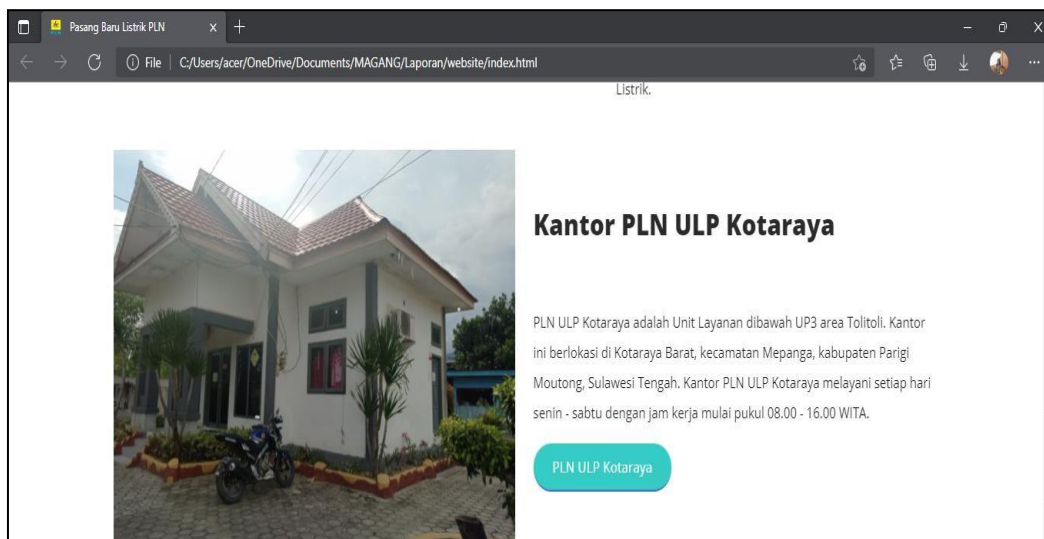 Pasang Baru Listrik PLN
File
C:/Users/acer/OneDrive/Documents/MAGANG/Laporan/website/index.html
Listrik.
Kantor PLN ULP Kotaraya
PLN ULP Kotaraya adalah Unit Layanan dibawah UP3 area Tolitoli. Kantor
ini berlokasi di Kotaraya Barat, kecamatan Mepanga, kabupaten Parigi
Moutong, Sulawesi Tengah. Kantor PLN ULP Kotaraya melayani setiap hari
senin - sabtu dengan jam kerja mulai pukul 08.00 - 16.00 WITA.
PLN ULP Kotaraya